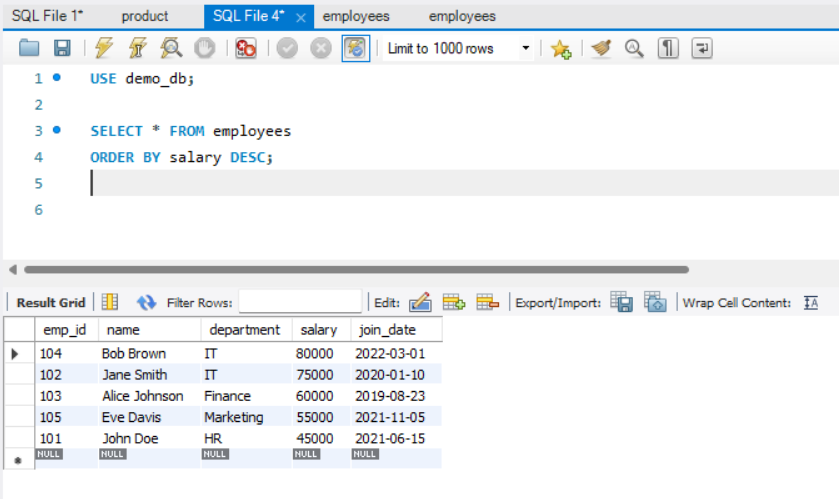 SQL File 1* product SQL File 4* × employees employees
Limit to 1000 rows
1 USE demo_db;
2
3 SELECT * FROM employees
4 ORDER BY salary DESC;
5
6
Result Grid Filter Rows: Edit: Export/Import: Wrap Cell Content: IA
emp_id name department salary join_date
104 Bob Brown IT 80000 2022-03-01
102 Jane Smith IT 75000 2020-01-10
103 Alice Johnson Finance 60000 2019-08-23
105 Eve Davis Marketing 55000 2021-11-05
101 John Doe HR 45000 2021-06-15
NULL NULL NULL NULL NULL